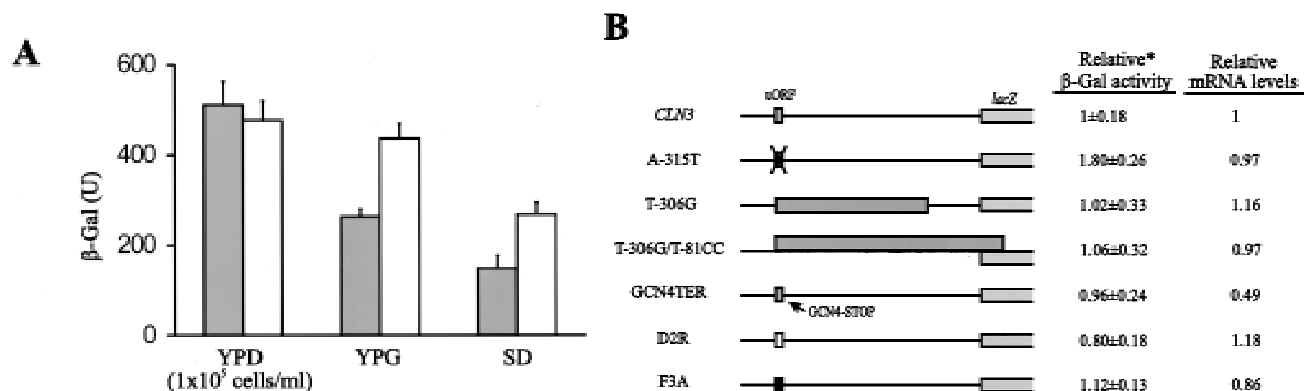 A
β-Gal (U)
600
400
200
0
YPD
(1x10⁵ cells/ml)
YPG
SD
B
Relative*
β-Gal activity
Relative
mRNA levels
uORF
lacZ
CLN3
1±0.18
1
A-315T
1.80±0.26
0.97
T-306G
1.02±0.33
1.16
T-306G/T-81CC
1.06±0.32
0.97
GCN4TER
GCN4-STOP
0.96±0.24
0.49
D2R
0.80±0.18
1.18
F3A
1.12±0.13
0.86